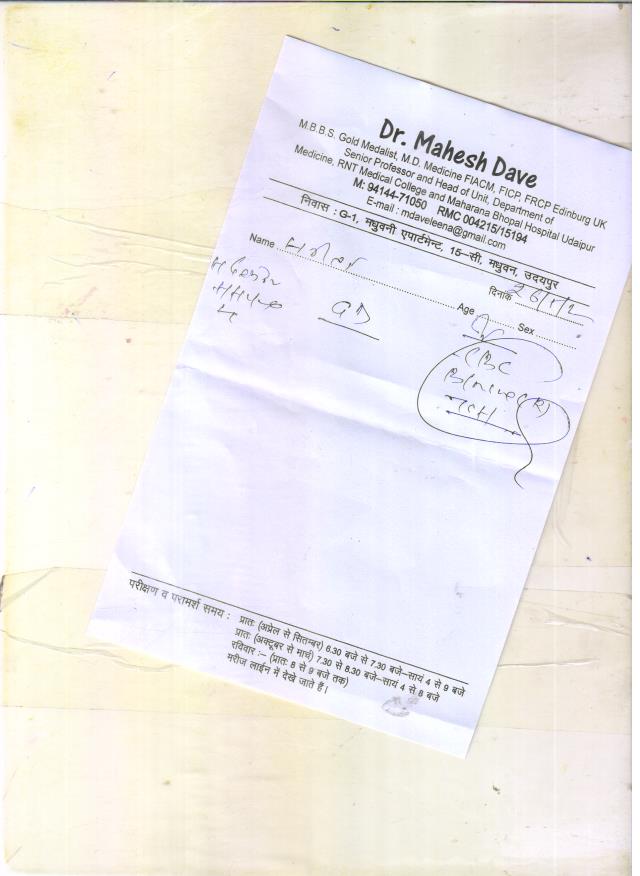 Dr. Mahesh Dave
M.B.B.S. Gold Medalist, M.D. Medicine FIACM, FICP, FRCP Edinburg UK
Senior Professor and Head of Unit, Department of
Medicine, RNT Medical College and Maharana Bhopal Hospital Udaipur
M: 94144-71050 RMC 004215/15194
E-mail : mdaveleena@gmail.com
निवास : G-1, मधुवनी एपार्टमेन्ट, 15–सी, मधुवन, उदयपुर
दिनांक
Name
Age Sex
GD
CBC
परीक्षण व परामर्श समय : प्रातः (अप्रेल से सितम्बर) 6.30 बजे से 7.30 बजे–सायं 4 से 9 बजे
प्रातः (अक्टूबर से मार्च) 7.30 से 8.30 बजे–सायं 4 से 8 बजे
रविवार :– (प्रातः 8 से 9 बजे तक)
मरीज लाईन में देखे जाते हैं।